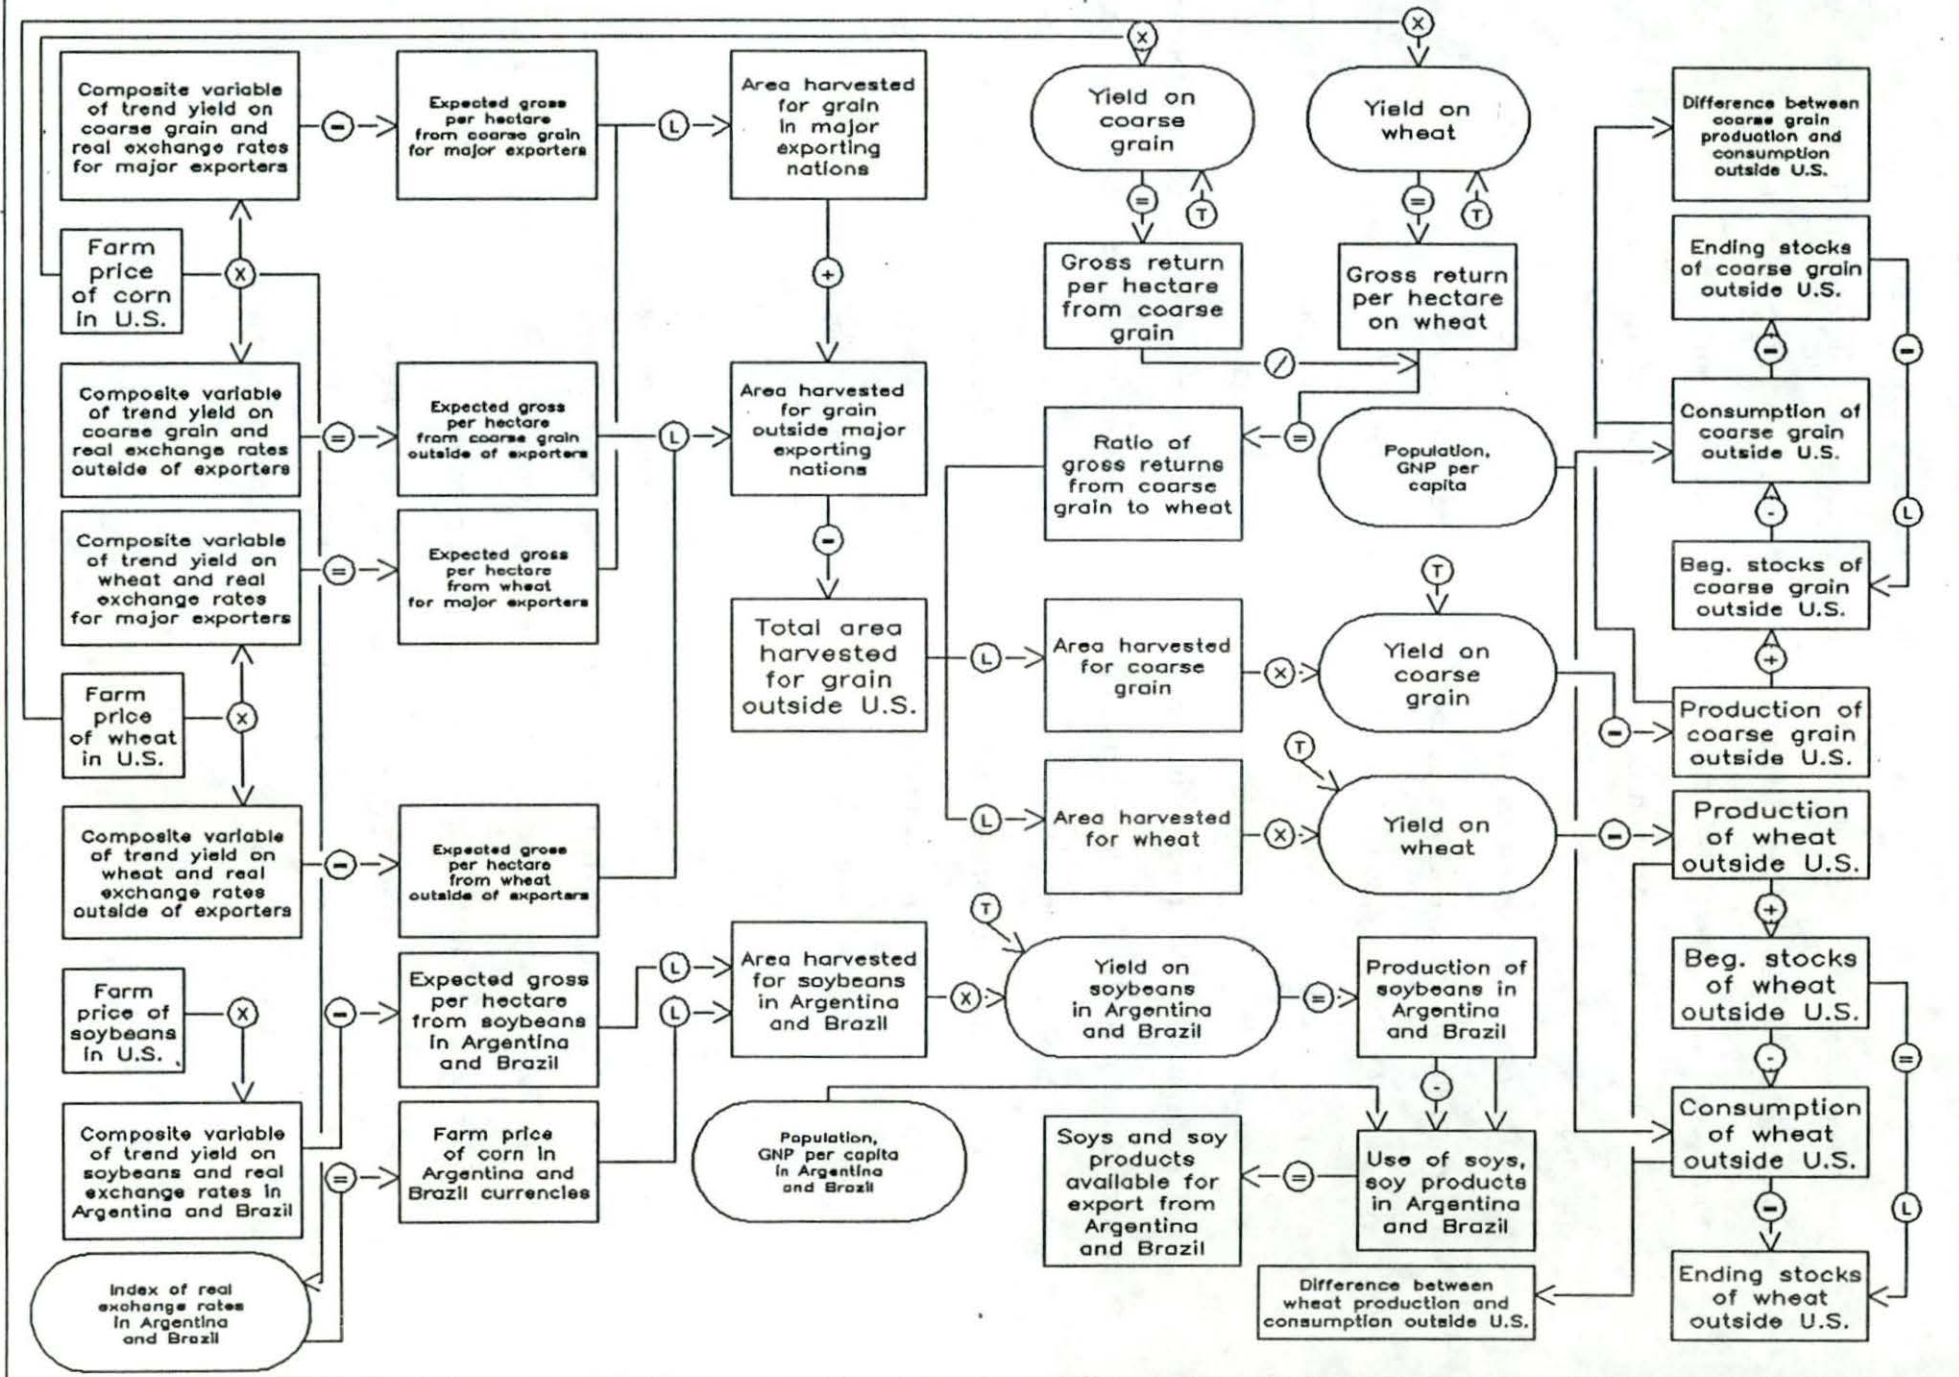 X
X
Composite variable
of trend yield on
coarse grain and
real exchange rates
for major exporters
-
Expected gross
per hectare
from coarse grain
for major exporters
L
Area harvested
for grain
in major
exporting
nations
Yield on
coarse
grain
Yield on
wheat
Difference between
coarse grain
production and
consumption
outside U.S.
=
T
=
T
Farm
price
of corn
in U.S.
X
+
Gross return
per hectare
from coarse
grain
Gross return
per hectare
on wheat
Ending stocks
of coarse grain
outside U.S.
/
=
-
Composite variable
of trend yield on
coarse grain and
real exchange rates
outside of exporters
=
Expected gross
per hectare
from coarse grain
outside of exporters
L
Area harvested
for grain
outside major
exporting
nations
Ratio of
gross returns
from coarse
grain to wheat
=
Population,
GNP per
capita
Consumption of
coarse grain
outside U.S.
-
L
Composite variable
of trend yield on
wheat and real
exchange rates
for major exporters
=
Expected gross
per hectare
from wheat
for major exporters
-
T
Beg. stocks of
coarse grain
outside U.S.
+
Total area
harvested
for grain
outside U.S.
L
Area harvested
for coarse
grain
X
Yield on
coarse
grain
-
Production of
coarse grain
outside U.S.
Farm
price
of wheat
in U.S.
X
T
L
Area harvested
for wheat
X
Yield on
wheat
-
Production
of wheat
outside U.S.
Composite variable
of trend yield on
wheat and real
exchange rates
outside of exporters
-
Expected gross
per hectare
from wheat
outside of exporters
+
Farm
price of
soybeans
in U.S.
X
-
Expected gross
per hectare
from soybeans
in Argentina
and Brazil
L
L
Area harvested
for soybeans
in Argentina
and Brazil
X
T
Yield on
soybeans
in Argentina
and Brazil
=
Production of
soybeans in
Argentina
and Brazil
Beg. stocks
of wheat
outside U.S.
-
=
-
Composite variable
of trend yield on
soybeans and real
exchange rates in
Argentina and Brazil
=
Farm price
of corn in
Argentina and
Brazil currencies
Population,
GNP per capita
in Argentina
and Brazil
Soys and soy
products
available for
export from
Argentina
and Brazil
=
Use of soys,
soy products
in Argentina
and Brazil
Consumption
of wheat
outside U.S.
-
L
Index of real
exchange rates
in Argentina
and Brazil
Difference between
wheat production and
consumption outside U.S.
Ending stocks
of wheat
outside U.S.